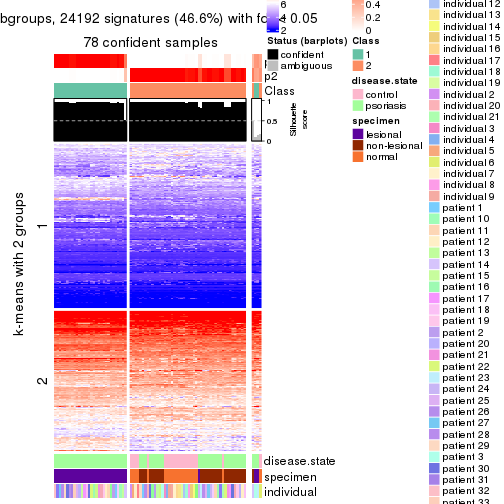 bgroups, 24192 signatures (46.6%) with fd < 0.05
78 confident samples
p2
Class
1
0.5
0
Silhouette
score
k-means with 2 groups
1
2
disease.state
specimen
individual
6
4
2
Status (barplots)
confident
ambiguous
0.4
0.2
0
Class
1
2
disease.state
control
psoriasis
specimen
lesional
non-lesional
normal
individual 12
individual 13
individual 14
individual 15
individual 16
individual 17
individual 18
individual 19
individual 2
individual 20
individual 21
individual 3
individual 4
individual 5
individual 6
individual 7
individual 8
individual 9
patient 1
patient 10
patient 11
patient 12
patient 13
patient 14
patient 15
patient 16
patient 17
patient 18
patient 19
patient 2
patient 20
patient 21
patient 22
patient 23
patient 24
patient 25
patient 26
patient 27
patient 28
patient 29
patient 3
patient 30
patient 31
patient 32
patient 33